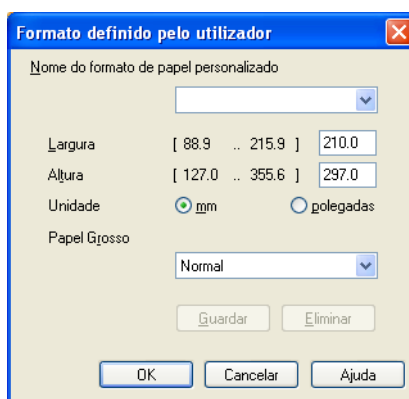 Formato definido pelo utilizador
Nome do formato de papel personalizado
Largura [ 88.9 .. 215.9 ] 210.0
Altura [ 127.0 .. 355.6 ] 297.0
Unidade mm polegadas
Papel Grosso
Normal
Guardar Eliminar
OK Cancelar Ajuda